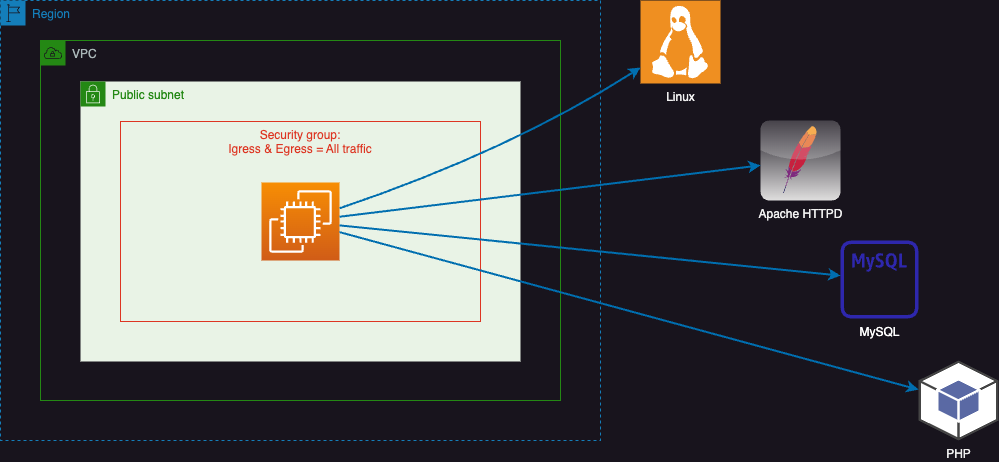 Region
VPC
Public subnet
Security group:
Igress & Egress = All traffic
Linux
Apache HTTPD
MySQL
MySQL
PHP